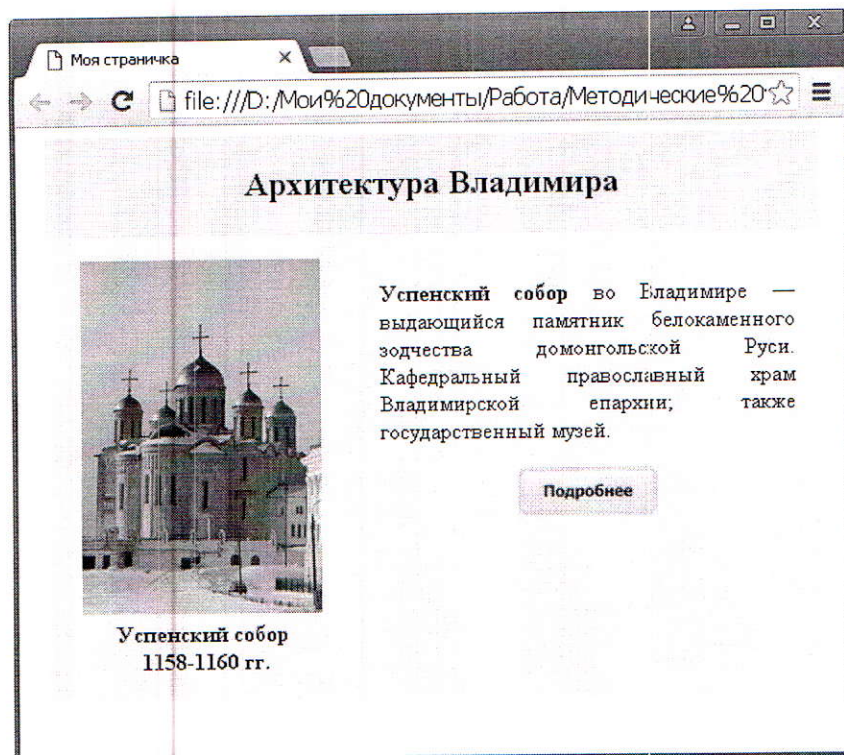 Моя страничка
file:///D:/Мои%20документы/Работа/Методические%20
Архитектура Владимира
Успенский собор во Владимире —
выдающийся памятник белокаменного
зодчества домонгольской Руси.
Кафедральный православный храм
Владимирской епархии; также
государственный музей.
Подробнее
Успенский собор
1158-1160 гг.